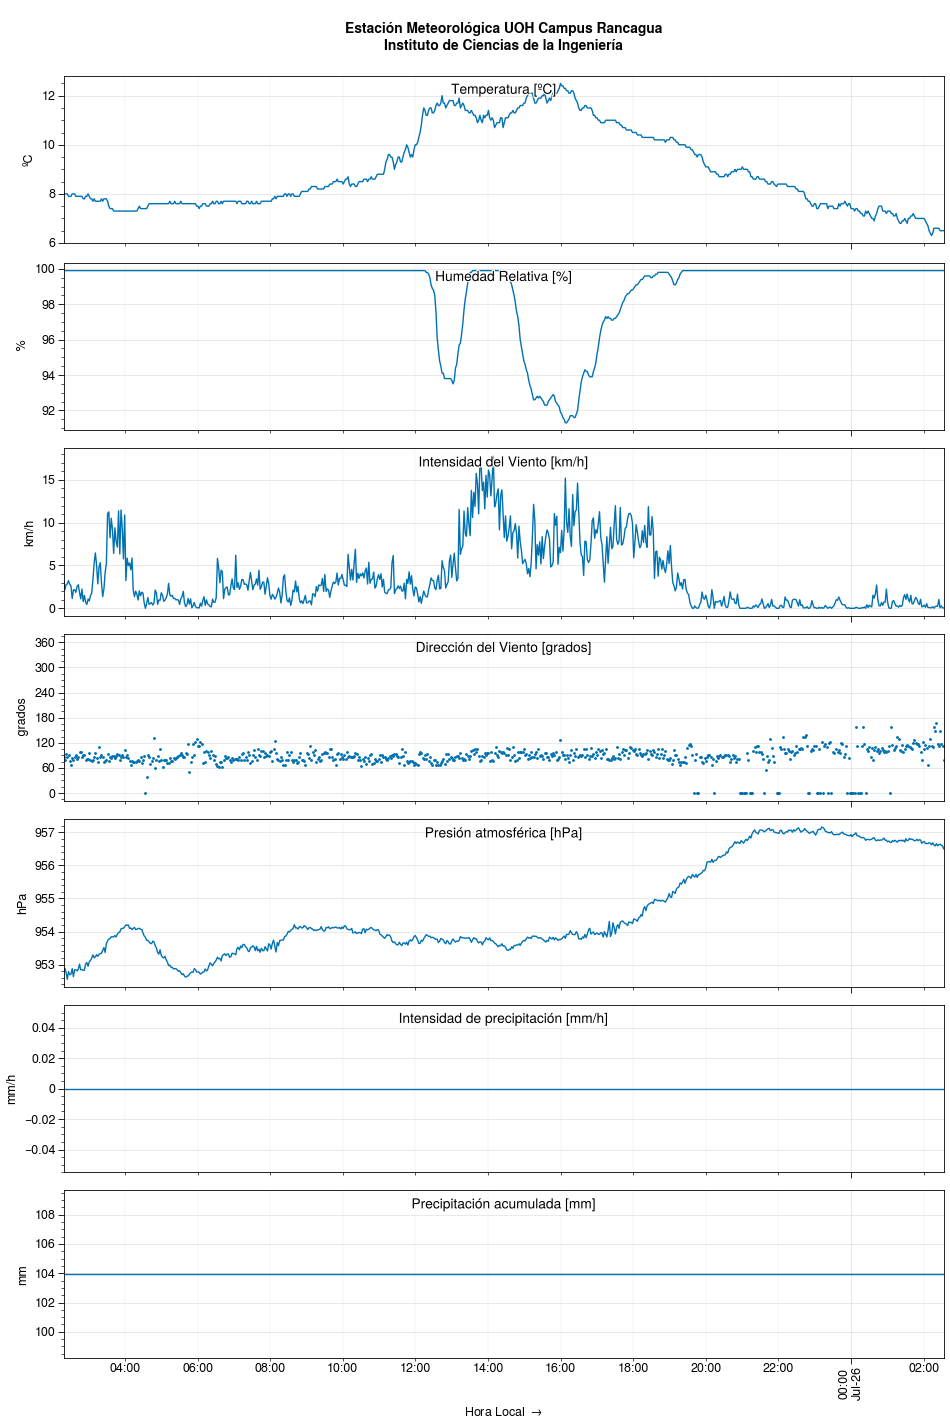 Estación Meteorológica UOH Campus Rancagua
Instituto de Ciencias de la Ingeniería
Temperatura [ºC]
ºC
12
10
8
6
Humedad Relativa [%]
%
100
98
96
94
92
Intensidad del Viento [km/h]
km/h
15
10
5
0
Dirección del Viento [grados]
grados
360
300
240
180
120
60
0
Presión atmosférica [hPa]
hPa
957
956
955
954
953
Intensidad de precipitación [mm/h]
mm/h
0.04
0.02
0
−0.02
−0.04
Precipitación acumulada [mm]
mm
108
106
104
102
100
04:00 06:00 08:00 10:00 12:00 14:00 16:00 18:00 20:00 22:00 00:00 02:00
Jul-26
Hora Local →